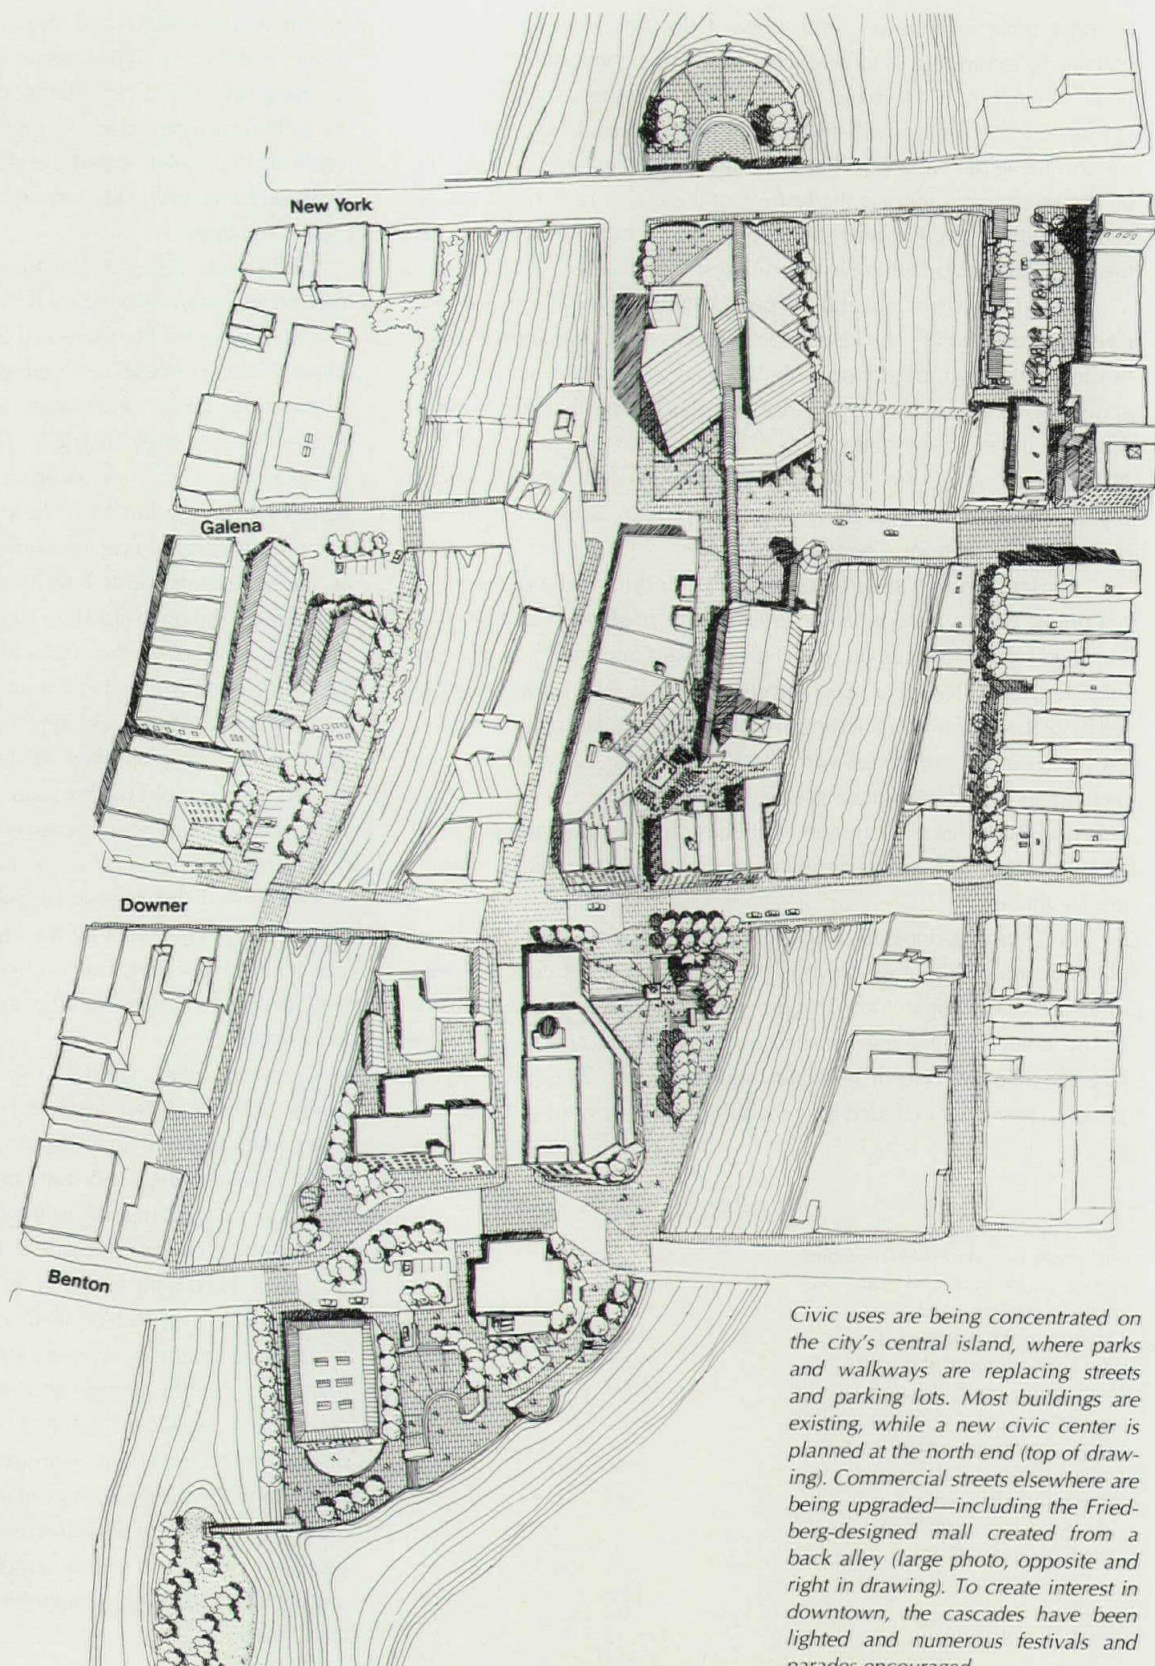 New York
Galena
Downer
Benton
Civic uses are being concentrated on
the city's central island, where parks
and walkways are replacing streets
and parking lots. Most buildings are
existing, while a new civic center is
planned at the north end (top of draw-
ing). Commercial streets elsewhere are
being upgraded—including the Fried-
berg-designed mall created from a
back alley (large photo, opposite and
right in drawing). To create interest in
downtown, the cascades have been
lighted and numerous festivals and
parades encouraged.